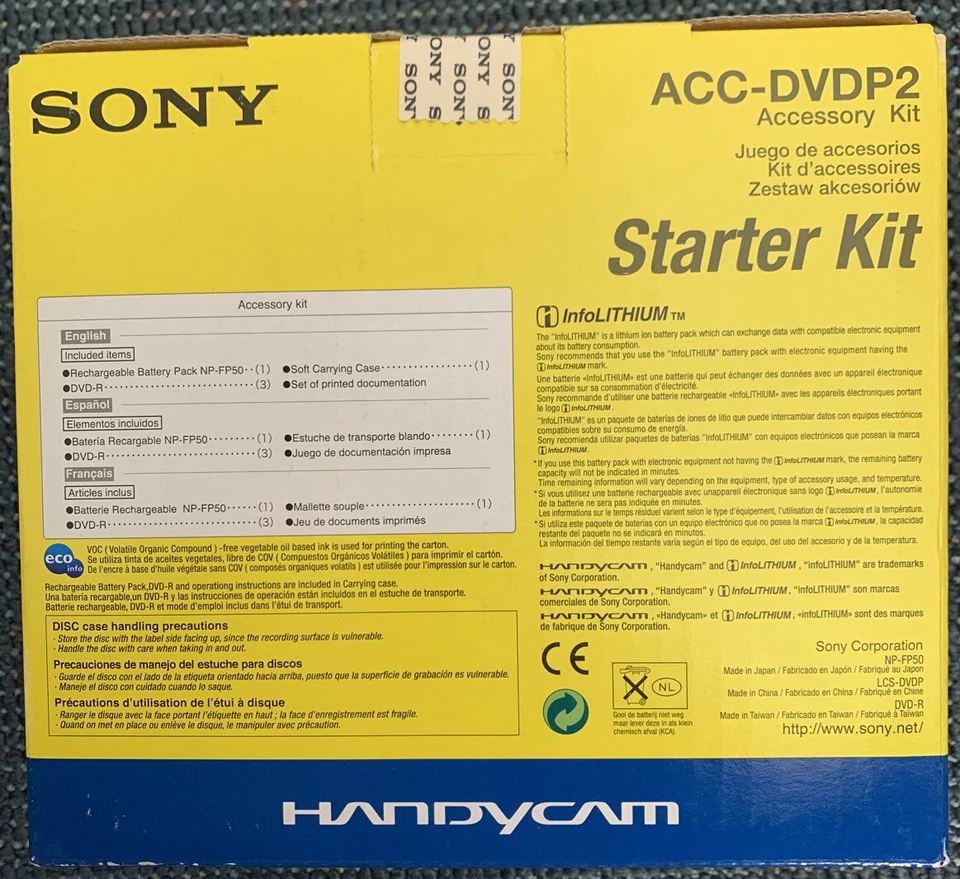 SONY
SONY S
SONY S
ACC-DVDP2
Accessory Kit
Juego de accesorios
Kit d'accessoires
Zestaw akcesoriów
Starter Kit
Accessory kit
English
Included items
●Rechargeable Battery Pack NP-FP50··(1) ●Soft Carrying Case··················(1)
●DVD-R······························(3) ●Set of printed documentation
Español
Elementos incluidos
●Batería Recargable NP-FP50·········(1) ●Estuche de transporte blando········(1)
●DVD-R······························(3) ●Juego de documentación impresa
Français
Articles inclus
●Batterie Rechargeable NP-FP50······(1) ●Mallette souple·····················(1)
●DVD-R······························(3) ●Jeu de documents imprimés
eco info
VOC ( Volatile Organic Compound ) -free vegetable oil based ink is used for printing the carton.
Se utiliza tinta de aceites vegetales, libre de COV ( Compuestos Orgánicos Volátiles ) para imprimir el cartón.
De l'encre à base d'huile végétale sans COV ( composés organiques volatils ) est utilisée pour l'impression sur le carton.
Rechargeable Battery Pack,DVD-R and operationg instructions are included in Carrying case.
Una batería recargable,un DVD-R y las instrucciones de operación están incluidos en el estuche de transporte.
Batterie rechargeable, DVD-R et mode d'emploi inclus dans l'étui de transport.
DISC case handling precautions
· Store the disc with the label side facing up, since the recording surface is vulnerable.
· Handle the disc with care when taking in and out.
Precauciones de manejo del estuche para discos
· Guarde el disco con el lado de la etiqueta orientado hacia arriba, puesto que la superficie de grabación es vulnerable.
· Maneje el disco con cuidado cuando lo saque.
Précautions d'utilisation de l'étui à disque
· Ranger le disque avec la face portant l'étiquette en haut ; la face d'enregistrement est fragile.
· Quand on met en place ou enlève le disque, le manipuler avec précaution.
InfoLITHIUM TM
The "InfoLITHIUM" is a lithium ion battery pack which can exchange data with compatible electronic equipment
about its battery consumption.
Sony recommends that you use the "InfoLITHIUM" battery pack with electronic equipment having the
InfoLITHIUM mark.
Une batterie «InfoLITHIUM» est une batterie qui peut échanger des données avec un appareil électronique
compatible sur sa consommation d'électricité.
Sony recommande d'utiliser une batterie rechargeable «InfoLITHIUM» avec les appareils électroniques portant
le logo InfoLITHIUM.
"InfoLITHIUM" es un paquete de baterías de iones de litio que puede intercambiar datos con equipos electrónicos
compatibles sobre su consumo de energía.
Sony recomienda utilizar paquetes de baterías "InfoLITHIUM" con equipos electrónicos que posean la marca
InfoLITHIUM.
* If you use this battery pack with electronic equipment not having the InfoLITHIUM mark, the remaining battery
capacity will not be indicated in minutes.
Time remaining information will vary depending on the equipment, type of accessory usage, and temperature.
* Si vous utilisez une batterie rechargeable avec unappareil électronique sans logo InfoLITHIUM, l'autonomie
de la batterie ne sera pas indiquée en minutes.
Les informations sur le temps résiduel varient selon le type d'équipement, l'utilisation de l'accessoire et la température.
* Si utiliza este paquete de baterías con un equipo electrónico que no posea la marca InfoLITHIUM, la capacidad
restante del paquete no se indicará en minutos.
La información del tiempo restante varía según el tipo de equipo, del uso del accesorio y de la temperatura.
HANDYCAM, "Handycam" and InfoLITHIUM, "infoLITHIUM" are trademarks
of Sony Corporation.
HANDYCAM, "Handycam" y InfoLITHIUM, "infoLITHIUM" son marcas
comerciales de Sony Corporation.
HANDYCAM, «Handycam» et InfoLITHIUM, «infoLITHIUM» sont des marques
de fabrique de Sony Corporation.
CE
NL
Gooi de batterij niet weg
maar lever deze in als klein
chemisch afval (KCA).
Sony Corporation
NP-FP50
Made in Japan / Fabricado en Japón / Fabriqué au Japon
LCS-DVDP
Made in China / Fabricado en China / Fabriqué en Chine
DVD-R
Made in Taiwan / Fabricado en Taiwan / Fabriqué à Taiwan
http://www.sony.net/
HANDYCAM